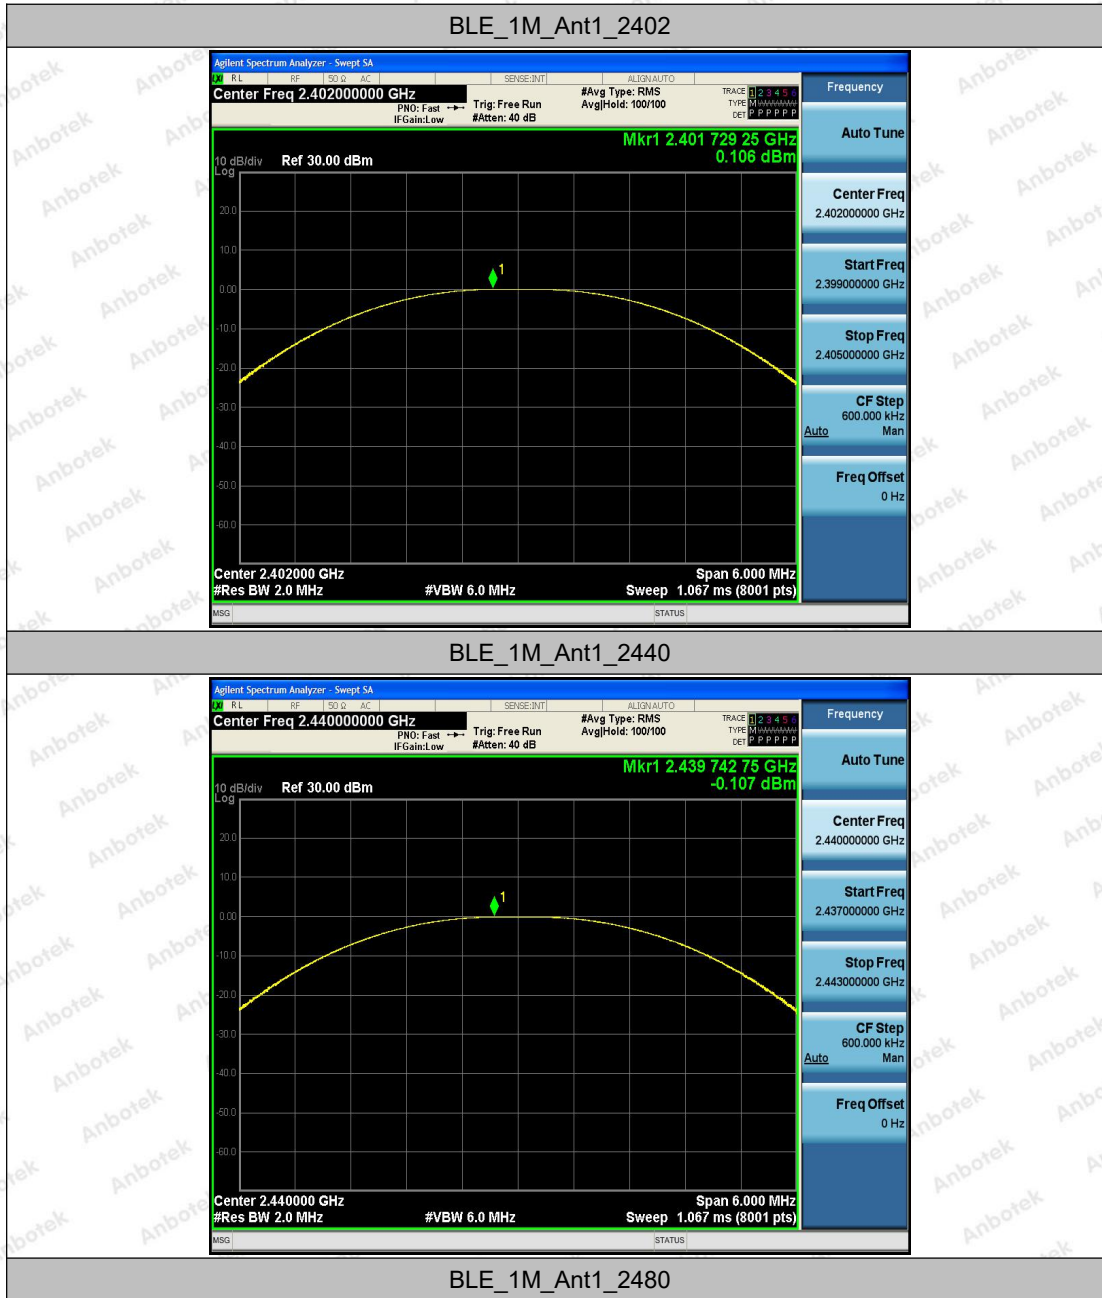 BLE_1M_Ant1_2402
Agilent Spectrum Analyzer - Swept SA
RL RF 50 Ω AC SENSE:INT ALIGN AUTO
Center Freq 2.402000000 GHz
PNO: Fast Trig: Free Run #Avg Type: RMS TRACE 1 2 3 4 5 6
IFGain:Low #Atten: 40 dB Avg|Hold: 100/100 TYPE M WWWWW
DET P P P P P P
Mkr1 2.401 729 25 GHz
0.106 dBm
10 dB/div Ref 30.00 dBm
Log
20.0
10.0
0.00
-10.0
-20.0
-30.0
-40.0
-50.0
-60.0
1
Center 2.402000 GHz Span 6.000 MHz
#Res BW 2.0 MHz #VBW 6.0 MHz Sweep 1.067 ms (8001 pts)
MSG STATUS
Frequency
Auto Tune
Center Freq
2.402000000 GHz
Start Freq
2.399000000 GHz
Stop Freq
2.405000000 GHz
CF Step
600.000 kHz
Auto Man
Freq Offset
0 Hz
BLE_1M_Ant1_2440
Agilent Spectrum Analyzer - Swept SA
RL RF 50 Ω AC SENSE:INT ALIGN AUTO
Center Freq 2.440000000 GHz
PNO: Fast Trig: Free Run #Avg Type: RMS TRACE 1 2 3 4 5 6
IFGain:Low #Atten: 40 dB Avg|Hold: 100/100 TYPE M WWWWW
DET P P P P P P
Mkr1 2.439 742 75 GHz
-0.107 dBm
10 dB/div Ref 30.00 dBm
Log
20.0
10.0
0.00
-10.0
-20.0
-30.0
-40.0
-50.0
-60.0
1
Center 2.440000 GHz Span 6.000 MHz
#Res BW 2.0 MHz #VBW 6.0 MHz Sweep 1.067 ms (8001 pts)
MSG STATUS
Frequency
Auto Tune
Center Freq
2.440000000 GHz
Start Freq
2.437000000 GHz
Stop Freq
2.443000000 GHz
CF Step
600.000 kHz
Auto Man
Freq Offset
0 Hz
BLE_1M_Ant1_2480
Anbotek